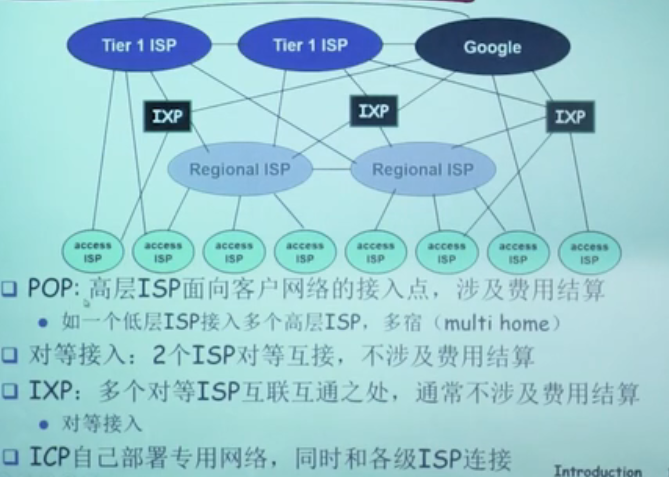 Tier 1 ISP
Tier 1 ISP
Google
IXP
IXP
IXP
Regional ISP
Regional ISP
access
ISP
access
ISP
access
ISP
access
ISP
access
ISP
access
ISP
access
ISP
access
ISP
POP: 高层ISP面向客户网络的接入点，涉及费用结算
如一个低层ISP接入多个高层ISP，多宿（multi home）
对等接入：2个ISP对等互接，不涉及费用结算
IXP：多个对等ISP互联互通之处，通常不涉及费用结算
对等接入
ICP自己部署专用网络，同时和各级ISP连接
Introduction